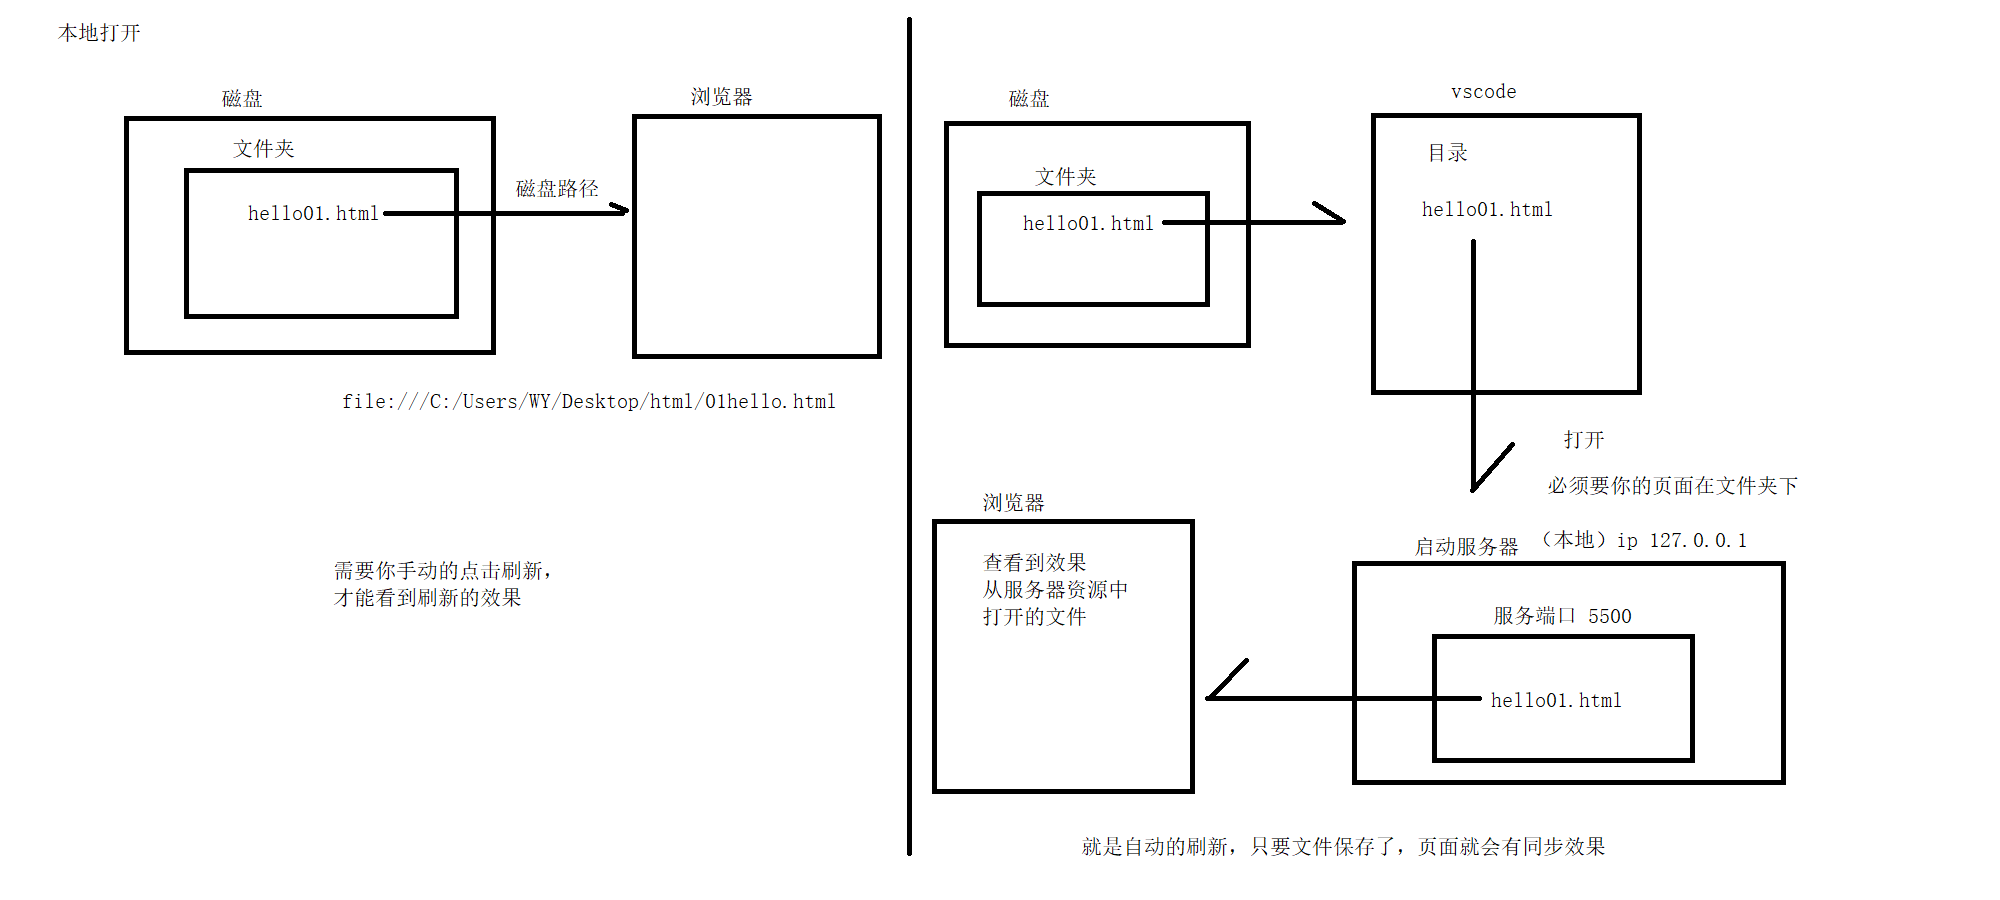 本地打开
磁盘
浏览器
文件夹
磁盘路径
hello01.html
file:///C:/Users/WY/Desktop/html/01hello.html
需要你手动的点击刷新，
才能看到刷新的效果
磁盘
vscode
文件夹
目录
hello01.html
hello01.html
打开
必须要你的页面在文件夹下
浏览器
启动服务器
（本地）ip 127.0.0.1
查看到效果
从服务器资源中
打开的文件
服务端口 5500
hello01.html
就是自动的刷新，只要文件保存了，页面就会有同步效果